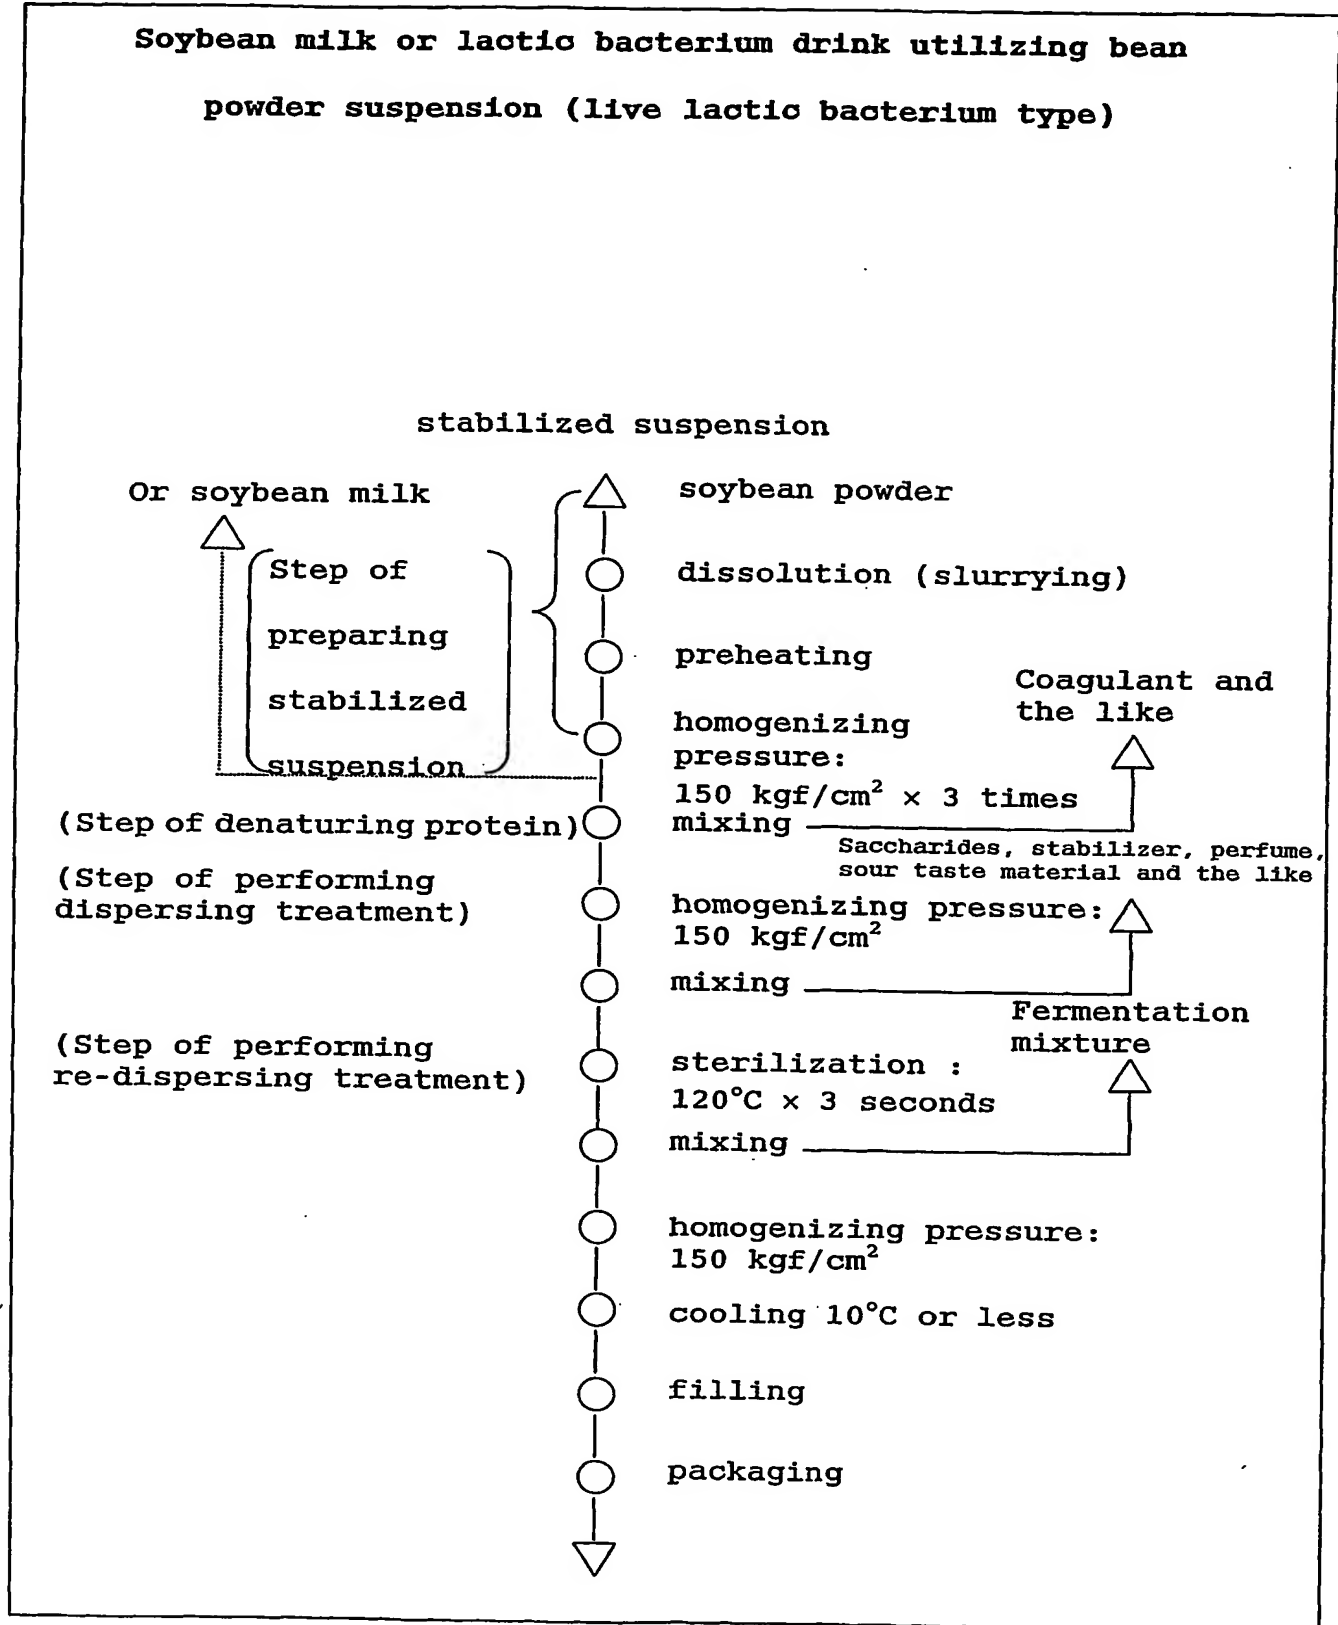 Soybean milk or lactic bacterium drink utilizing bean
powder suspension (live lactic bacterium type)
stabilized suspension
Or soybean milk
soybean powder
Step of
preparing
stabilized
suspension
dissolution (slurrying)
preheating
Coagulant and
the like
homogenizing
pressure:
150 kgf/cm² × 3 times
(Step of denaturing protein)
mixing
Saccharides, stabilizer, perfume,
sour taste material and the like
(Step of performing
dispersing treatment)
homogenizing pressure:
150 kgf/cm²
mixing
Fermentation
mixture
(Step of performing
re-dispersing treatment)
sterilization :
120°C × 3 seconds
mixing
homogenizing pressure:
150 kgf/cm²
cooling 10°C or less
filling
packaging